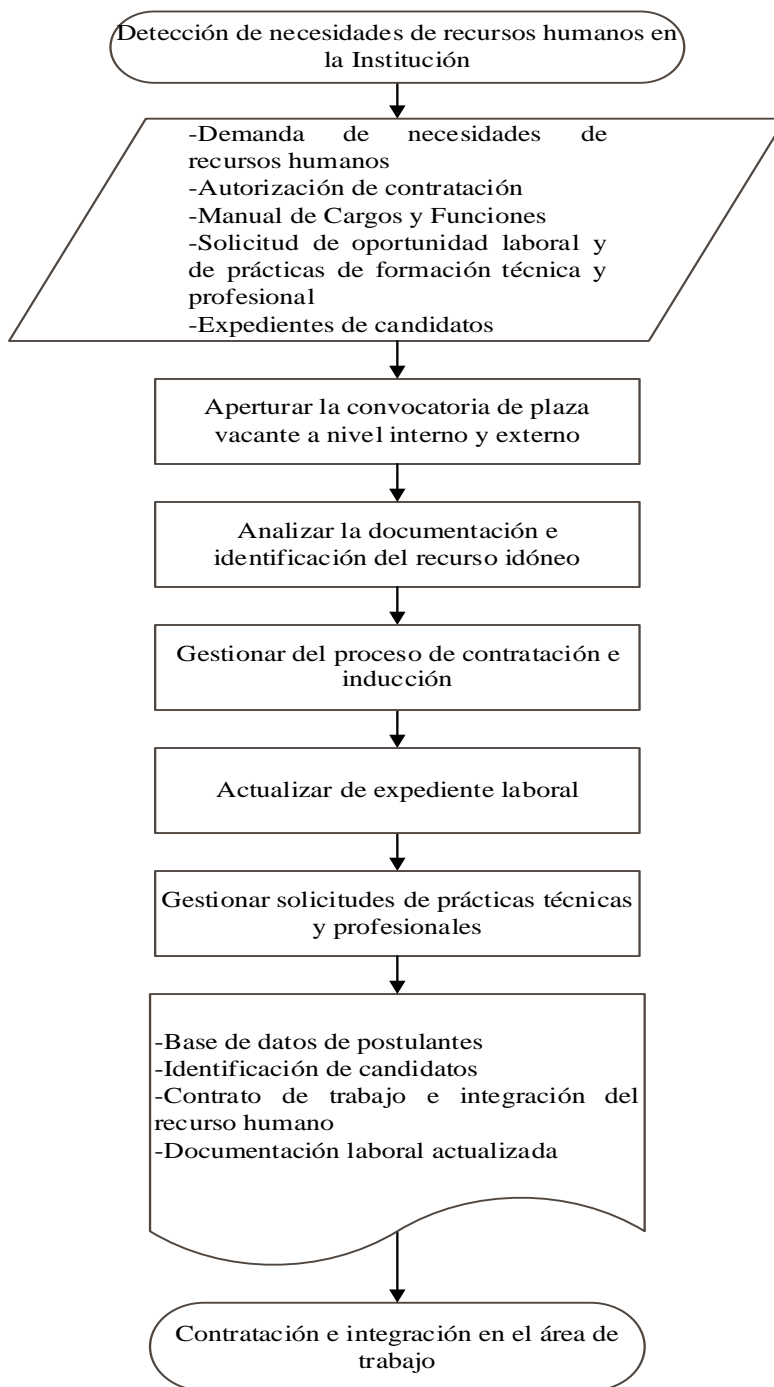 Detección de necesidades de recursos humanos en
la Institución
-Demanda de necesidades de
recursos humanos
-Autorización de contratación
-Manual de Cargos y Funciones
-Solicitud de oportunidad laboral y
de prácticas de formación técnica y
profesional
-Expedientes de candidatos
Aperturar la convocatoria de plaza
vacante a nivel interno y externo
Analizar la documentación e
identificación del recurso idóneo
Gestionar del proceso de contratación e
inducción
Actualizar de expediente laboral
Gestionar solicitudes de prácticas técnicas
y profesionales
-Base de datos de postulantes
-Identificación de candidatos
-Contrato de trabajo e integración del
recurso humano
-Documentación laboral actualizada
Contratación e integración en el área de
trabajo